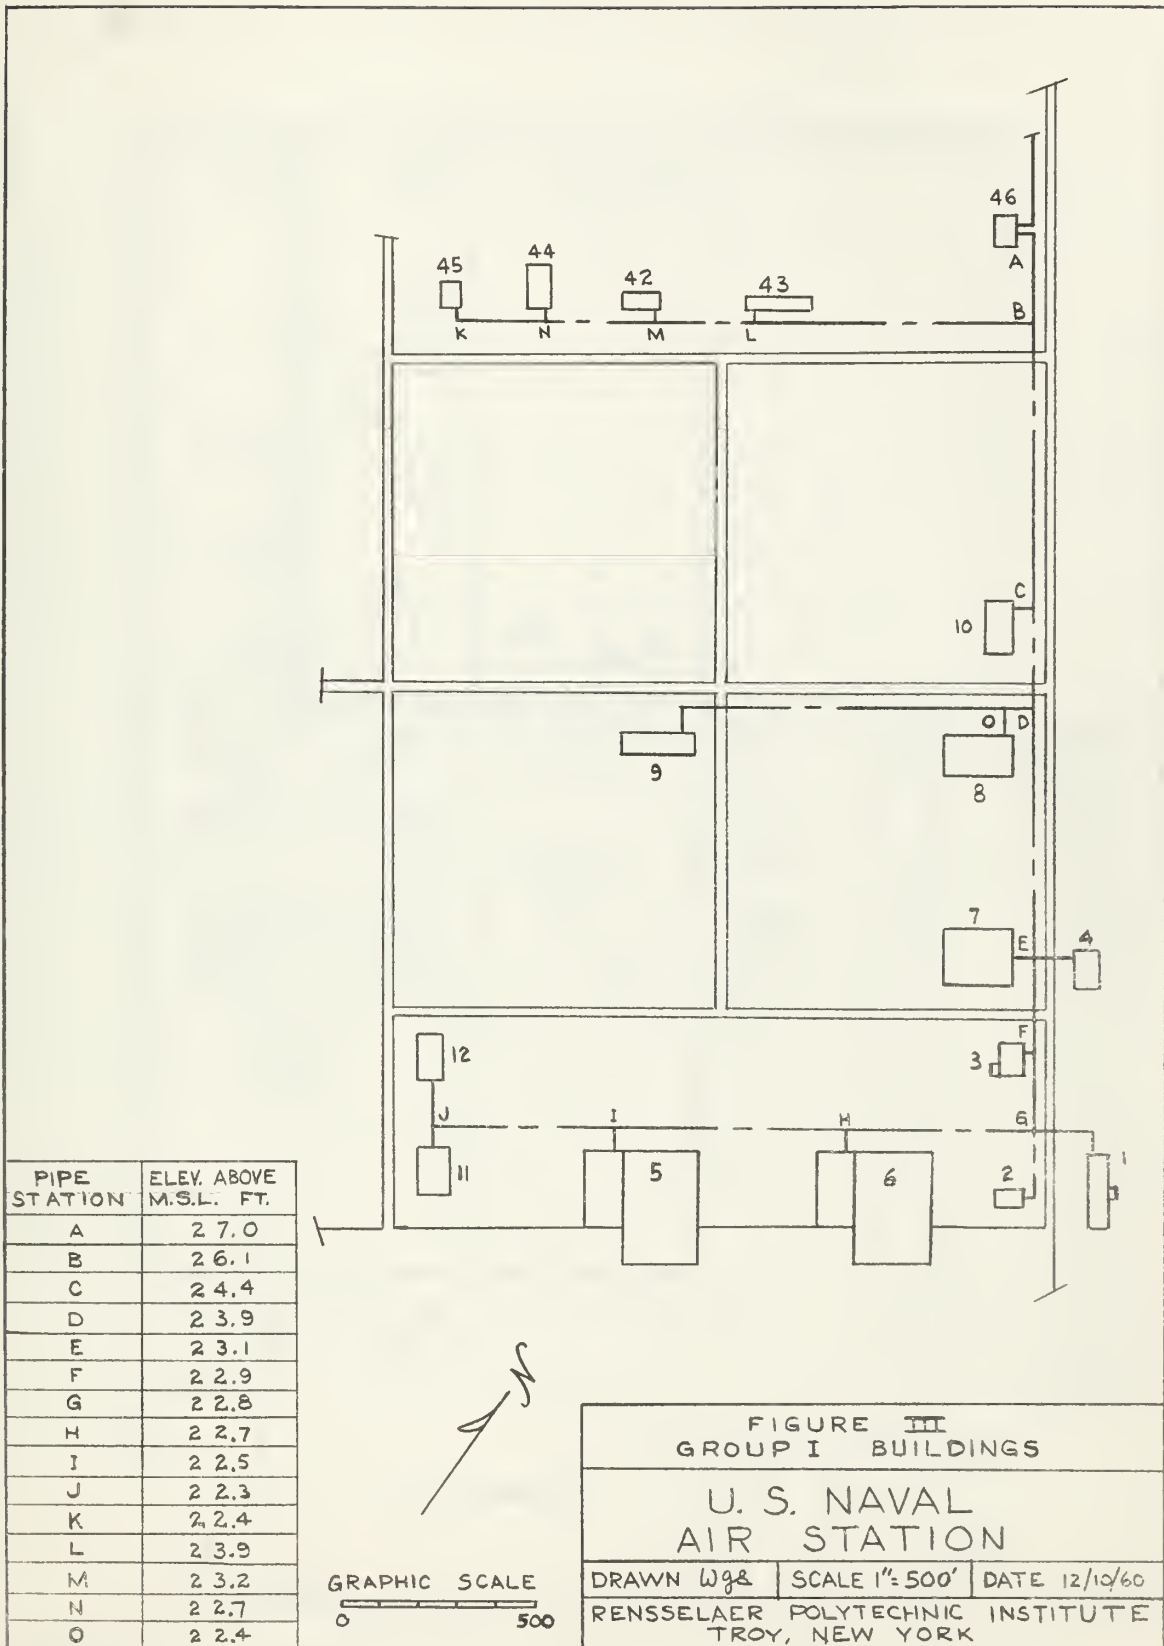 46
A
45
44
42
43
B
K
N
M
L
C
10
O
D
9
8
7
E
4
F
3
12
J
I
H
G
1
11
5
6
2
PIPE STATION ELEV. ABOVE M.S.L. FT.
A 27.0
B 26.1
C 24.4
D 23.9
E 23.1
F 22.9
G 22.8
H 22.7
I 22.5
J 22.3
K 22.4
L 23.9
M 23.2
N 22.7
O 22.4
N
GRAPHIC SCALE
0 500
FIGURE III
GROUP I BUILDINGS
U. S. NAVAL
AIR STATION
DRAWN SCALE 1"=500' DATE 12/10/60
RENSSELAER POLYTECHNIC INSTITUTE
TROY, NEW YORK